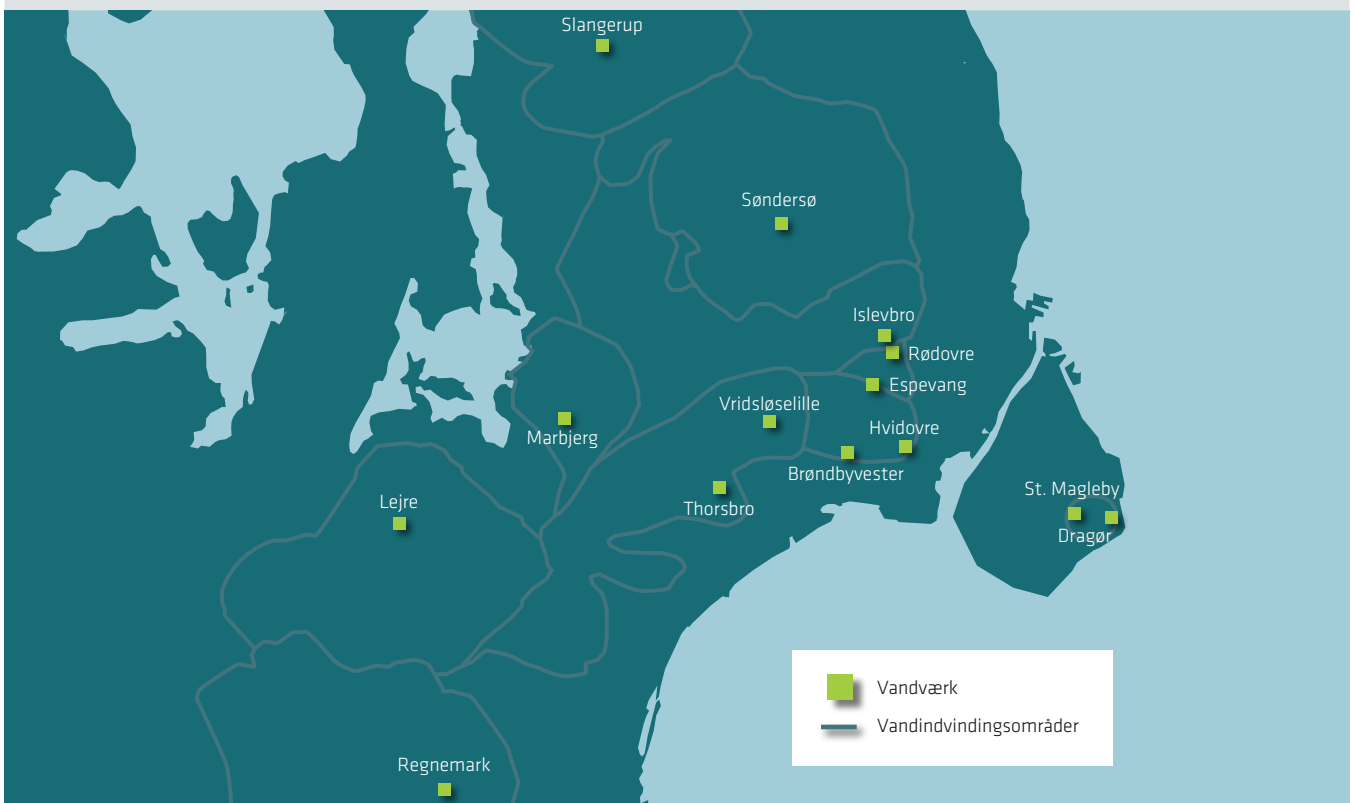 Slangerup
Søndersø
Islevbro
Rødovre
Espevang
Vridsløselille
Hvidovre
Marbjerg
Brøndbyvester
St. Magleby
Lejre
Thorsbro
Dragør
Vandværk
Vandindvindingsområder
Regnemark